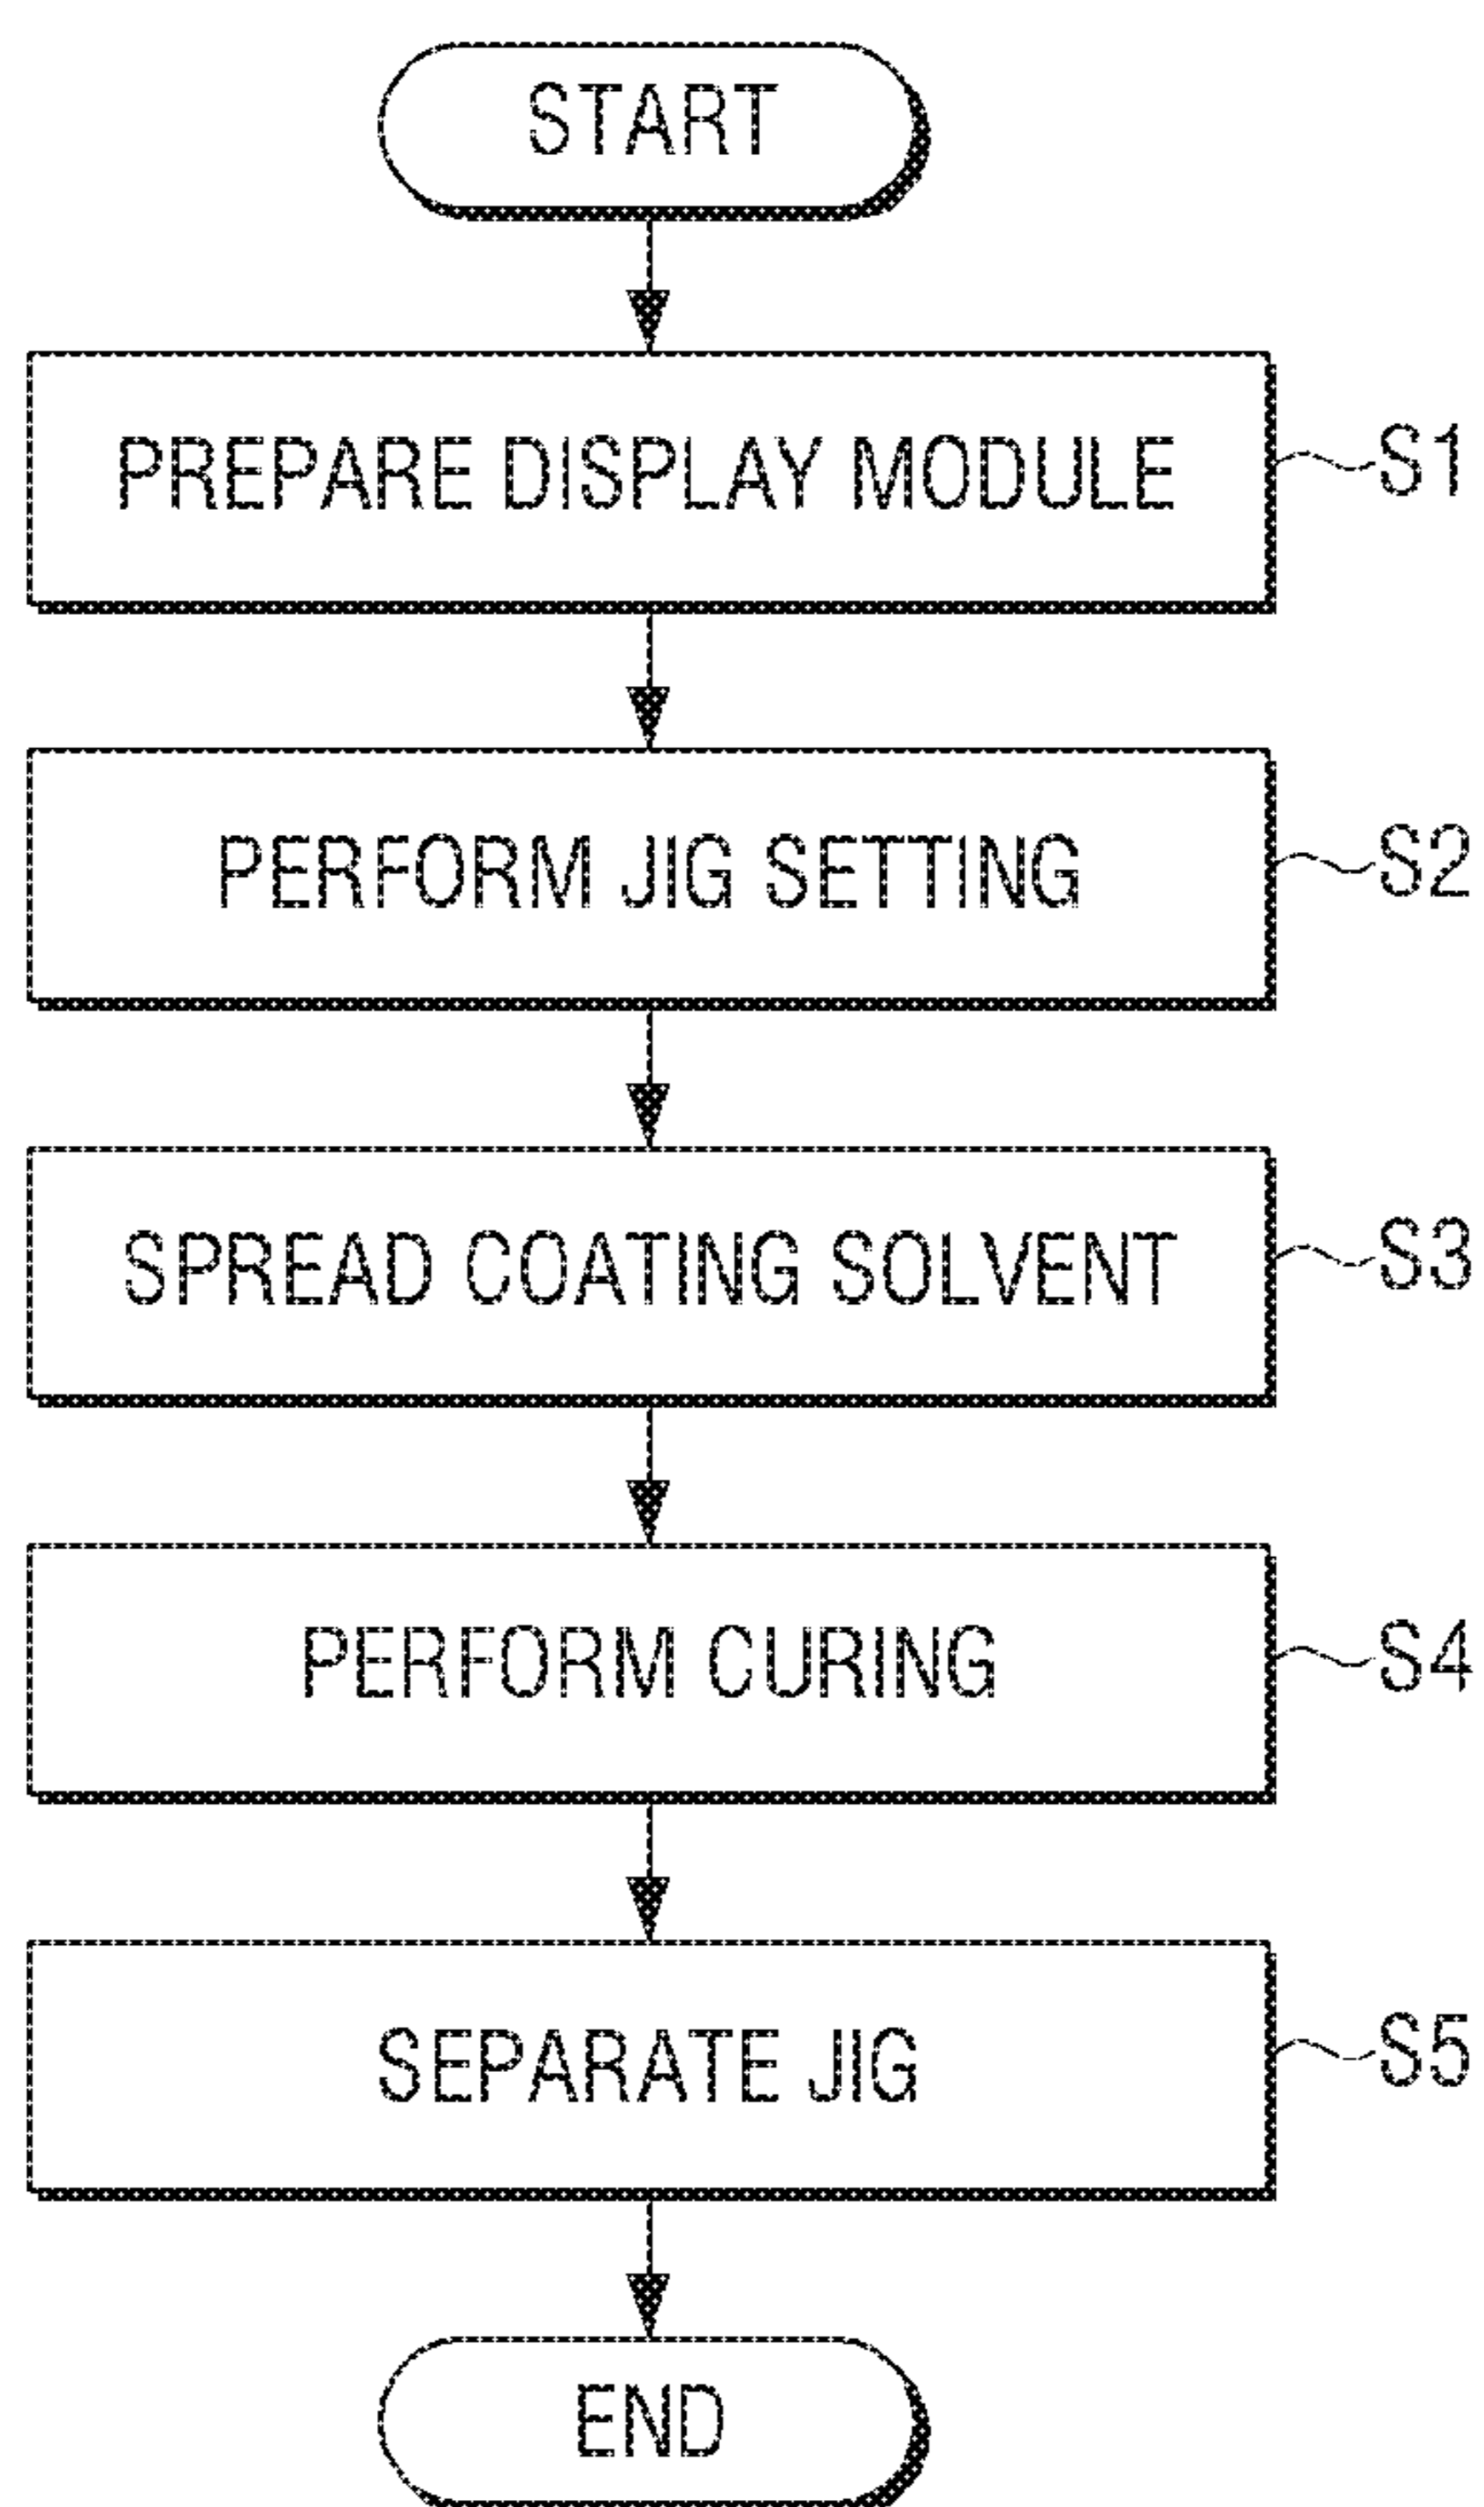 START
PREPARE DISPLAY MODULE
S1
PERFORM JIG SETTING
S2
SPREAD COATING SOLVENT
S3
PERFORM CURING
S4
SEPARATE JIG
S5
END